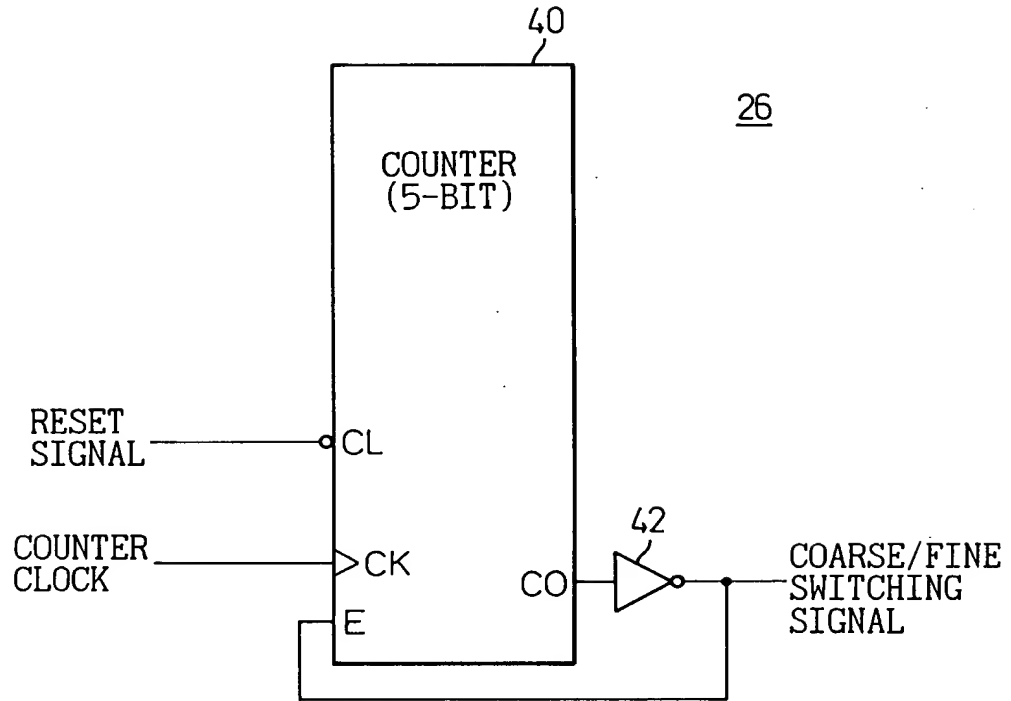 40
26
COUNTER
(5-BIT)
RESET
SIGNAL
CL
COUNTER
CLOCK
CK
E
CO
42
COARSE/FINE
SWITCHING
SIGNAL